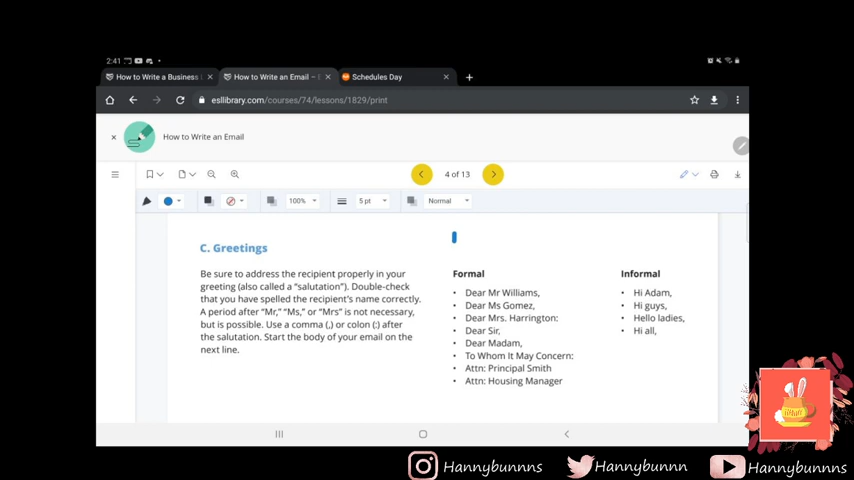 2:41
How to Write a Business
How to Write an Email –
Schedules Day
esllibrary.com/courses/74/lessons/1829/print
How to Write an Email
4 of 13
100%
5 pt
Normal
C. Greetings
Be sure to address the recipient properly in your
greeting (also called a “salutation”). Double-check
that you have spelled the recipient’s name correctly.
A period after “Mr,” “Ms,” or “Mrs” is not necessary,
but is possible. Use a comma (,) or colon (:) after
the salutation. Start the body of your email on the
next line.
Formal
• Dear Mr Williams,
• Dear Ms Gomez,
• Dear Mrs. Harrington:
• Dear Sir,
• Dear Madam,
• To Whom It May Concern:
• Attn: Principal Smith
• Attn: Housing Manager
Informal
• Hi Adam,
• Hi guys,
• Hello ladies,
• Hi all,
Hannybunnns
Hannybunnn
Hannybunnns